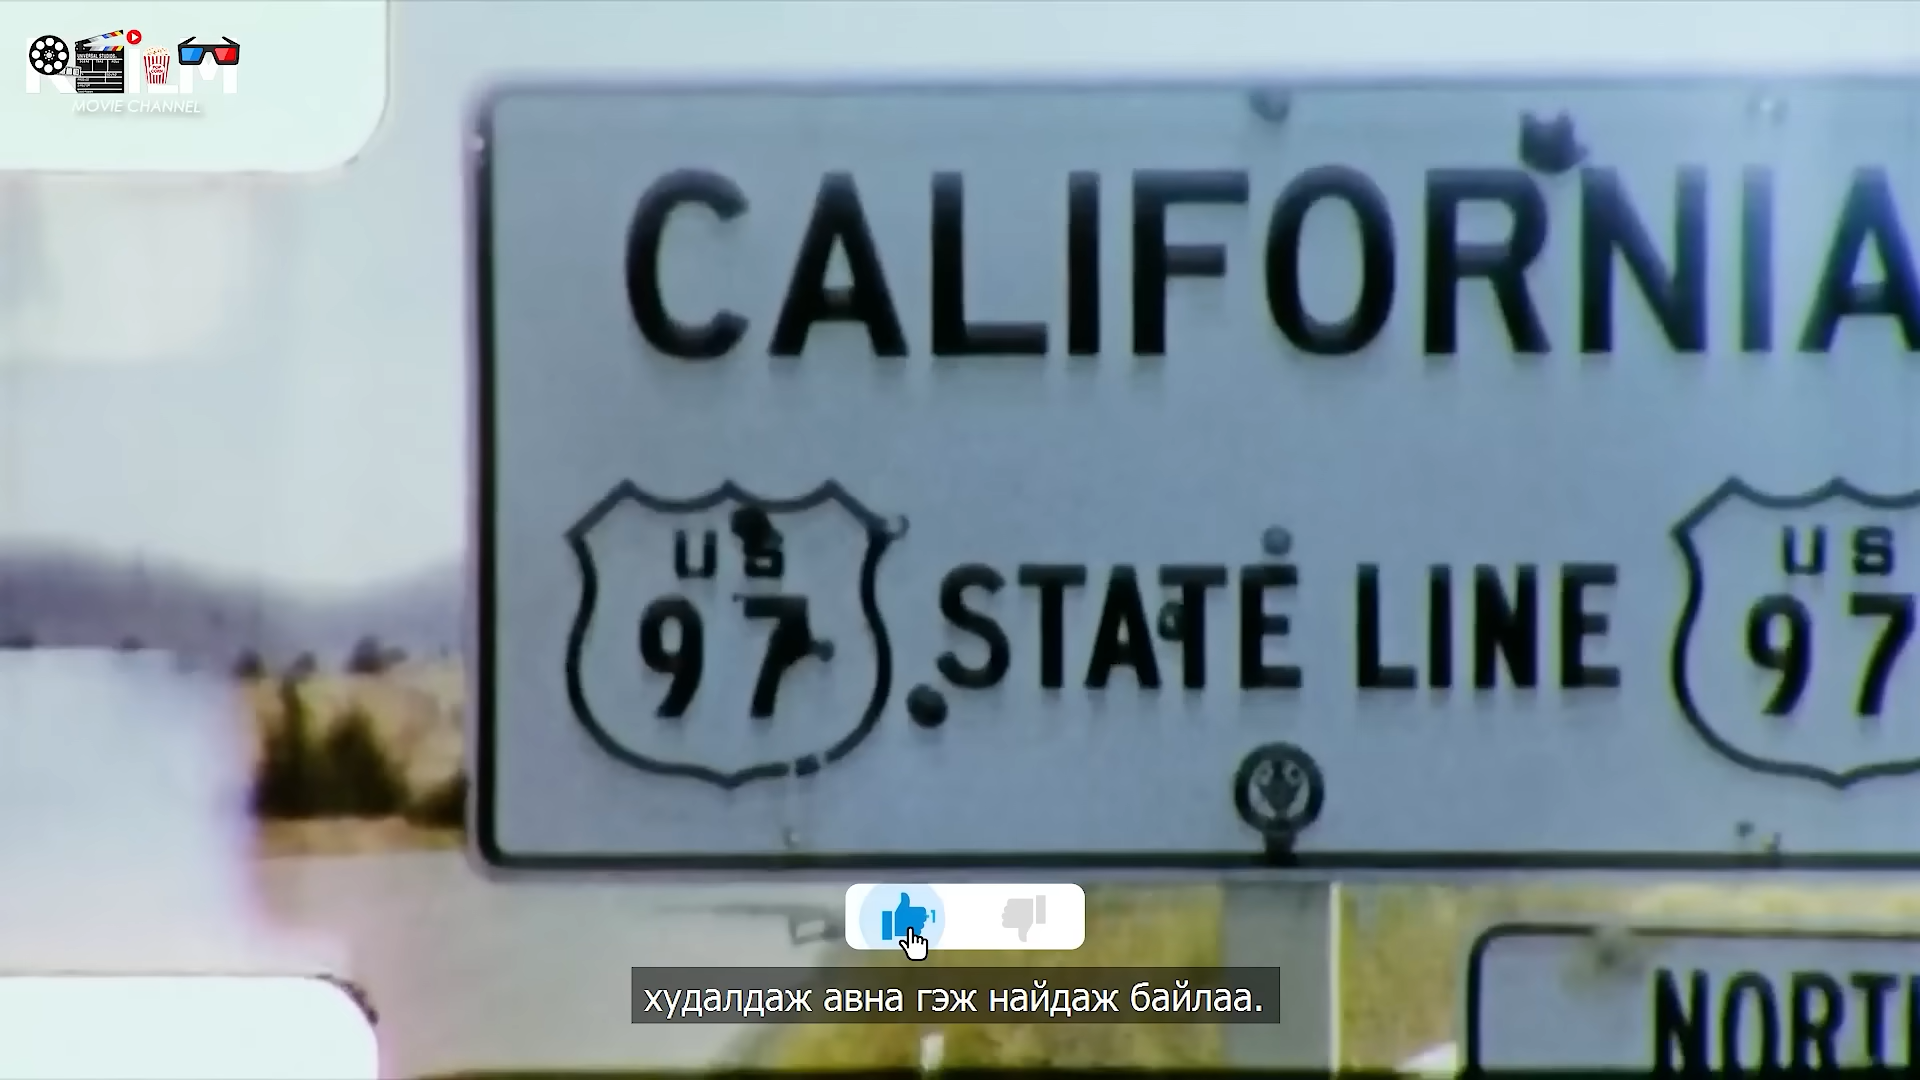 MOVIE CHANNEL
CALIFORNIA
US
97
STATE LINE
US
97
худалдаж авна гэж найдаж байлаа.